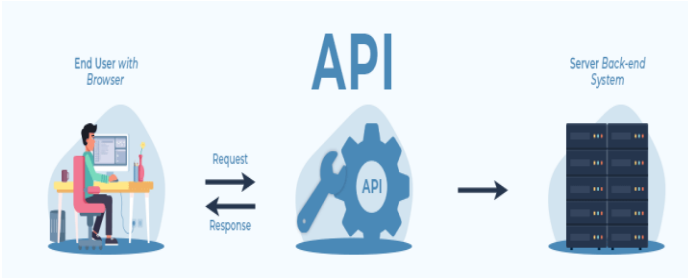 API
End User with
Browser
Server Back-end
System
Request
API
Response